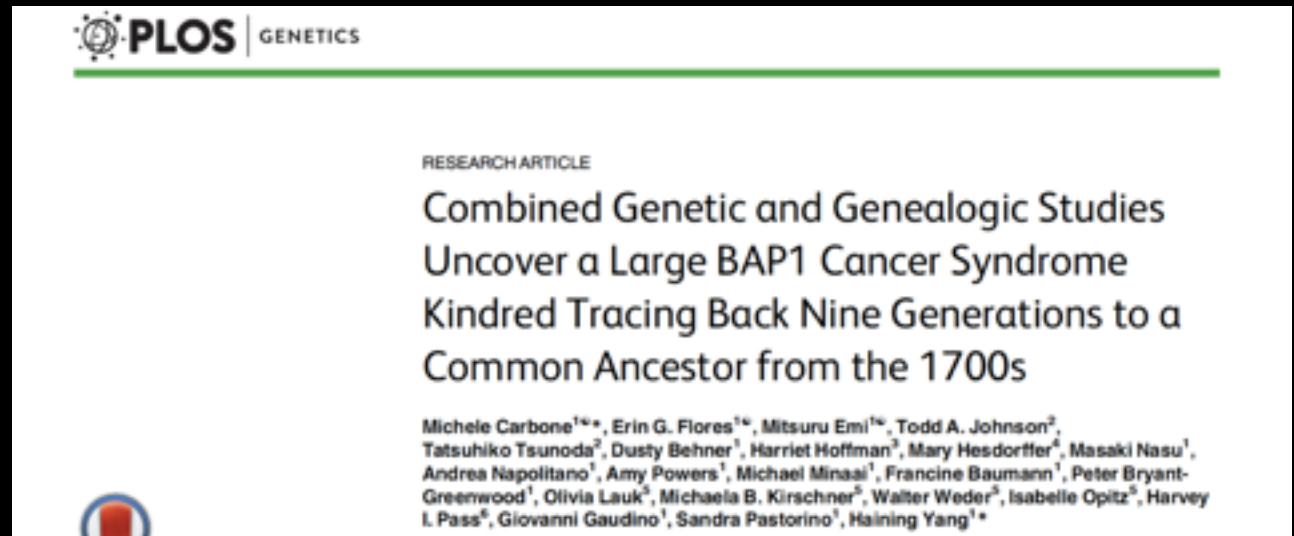 PLOS | GENETICS
RESEARCH ARTICLE
Combined Genetic and Genealogic Studies
Uncover a Large BAP1 Cancer Syndrome
Kindred Tracing Back Nine Generations to a
Common Ancestor from the 1700s
Michele Carbone¹☯*, Erin G. Flores¹☯, Mitsuru Emi¹☯, Todd A. Johnson²,
Tatsuhiko Tsunoda², Dusty Behner¹, Harriet Hoffman³, Mary Hesdorffer⁴, Masaki Nasu¹,
Andrea Napolitano¹, Amy Powers¹, Michael Minaai¹, Francine Baumann¹, Peter Bryant-
Greenwood¹, Olivia Lauk⁵, Michaela B. Kirschner⁵, Walter Weder⁵, Isabelle Opitz⁵, Harvey
I. Pass⁶, Giovanni Gaudino¹, Sandra Pastorino¹, Haining Yang¹*